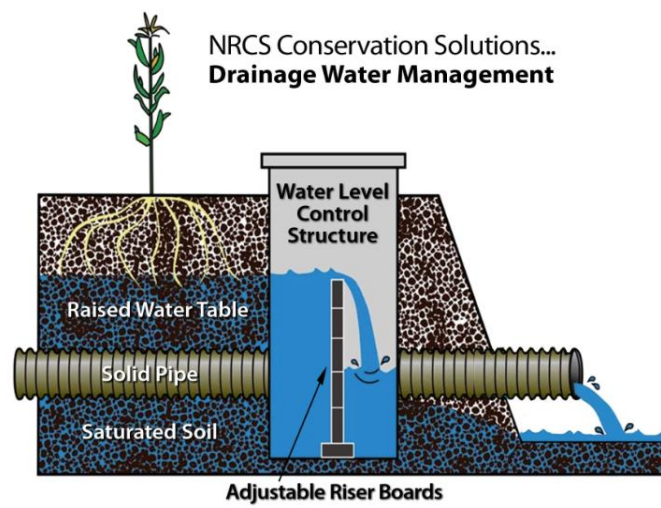 NRCS Conservation Solutions...
Drainage Water Management
Water Level
Control
Structure
Raised Water Table
Solid Pipe
Saturated Soil
Adjustable Riser Boards